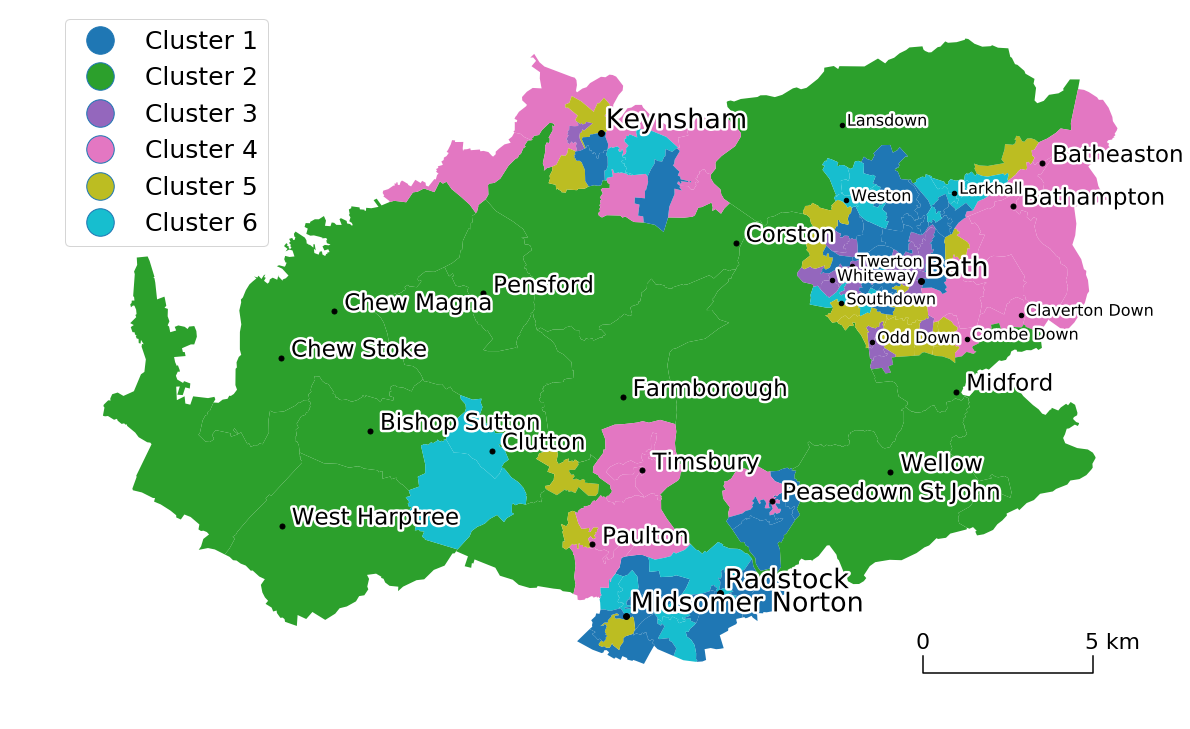 Cluster 1
Cluster 2
Cluster 3
Cluster 4
Cluster 5
Cluster 6
Keynsham
Lansdown
Batheaston
Larkhall
Weston
Bathampton
Corston
Twerton
Bath
Whiteway
Pensford
Chew Magna
Southdown
Claverton Down
Odd Down
Combe Down
Chew Stoke
Midford
Farmborough
Bishop Sutton
Clutton
Timsbury
Wellow
Peasedown St John
West Harptree
Paulton
Radstock
Midsomer Norton
0 5 km